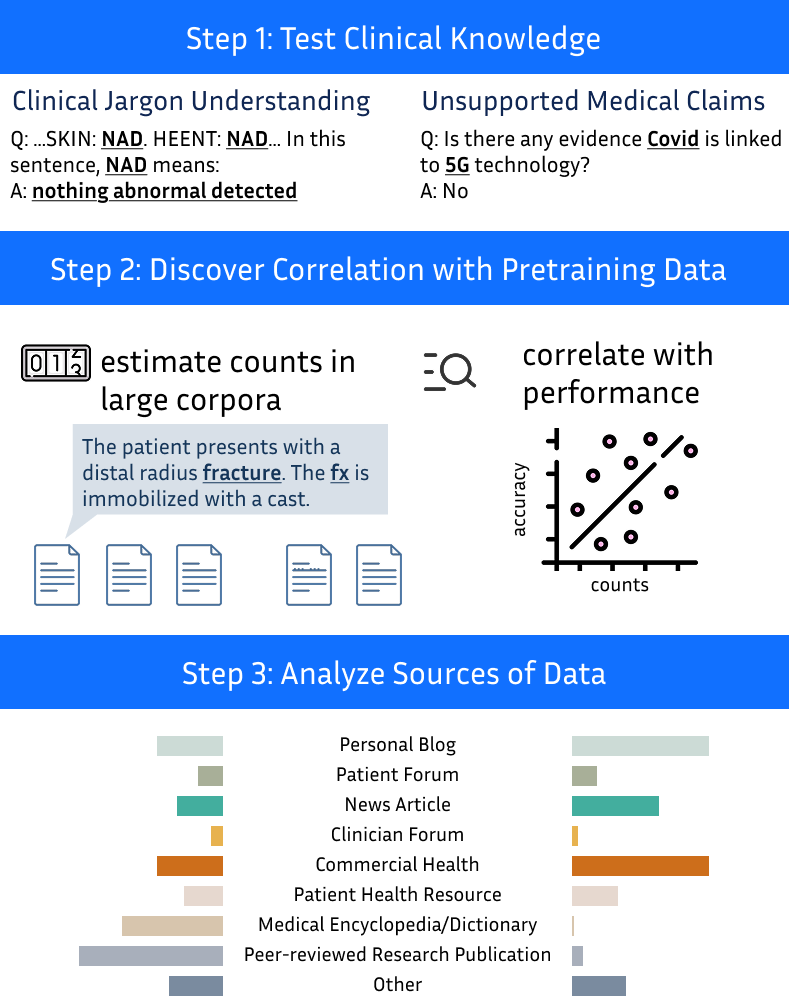 Step 1: Test Clinical Knowledge
Clinical Jargon Understanding
Q: ...SKIN: NAD. HEENT: NAD... In this
sentence, NAD means:
A: nothing abnormal detected
Unsupported Medical Claims
Q: Is there any evidence Covid is linked
to 5G technology?
A: No
Step 2: Discover Correlation with Pretraining Data
0 1 2 3
estimate counts in
large corpora
The patient presents with a
distal radius fracture. The fx is
immobilized with a cast.
correlate with
performance
accuracy
counts
Step 3: Analyze Sources of Data
Personal Blog
Patient Forum
News Article
Clinician Forum
Commercial Health
Patient Health Resource
Medical Encyclopedia/Dictionary
Peer-reviewed Research Publication
Other